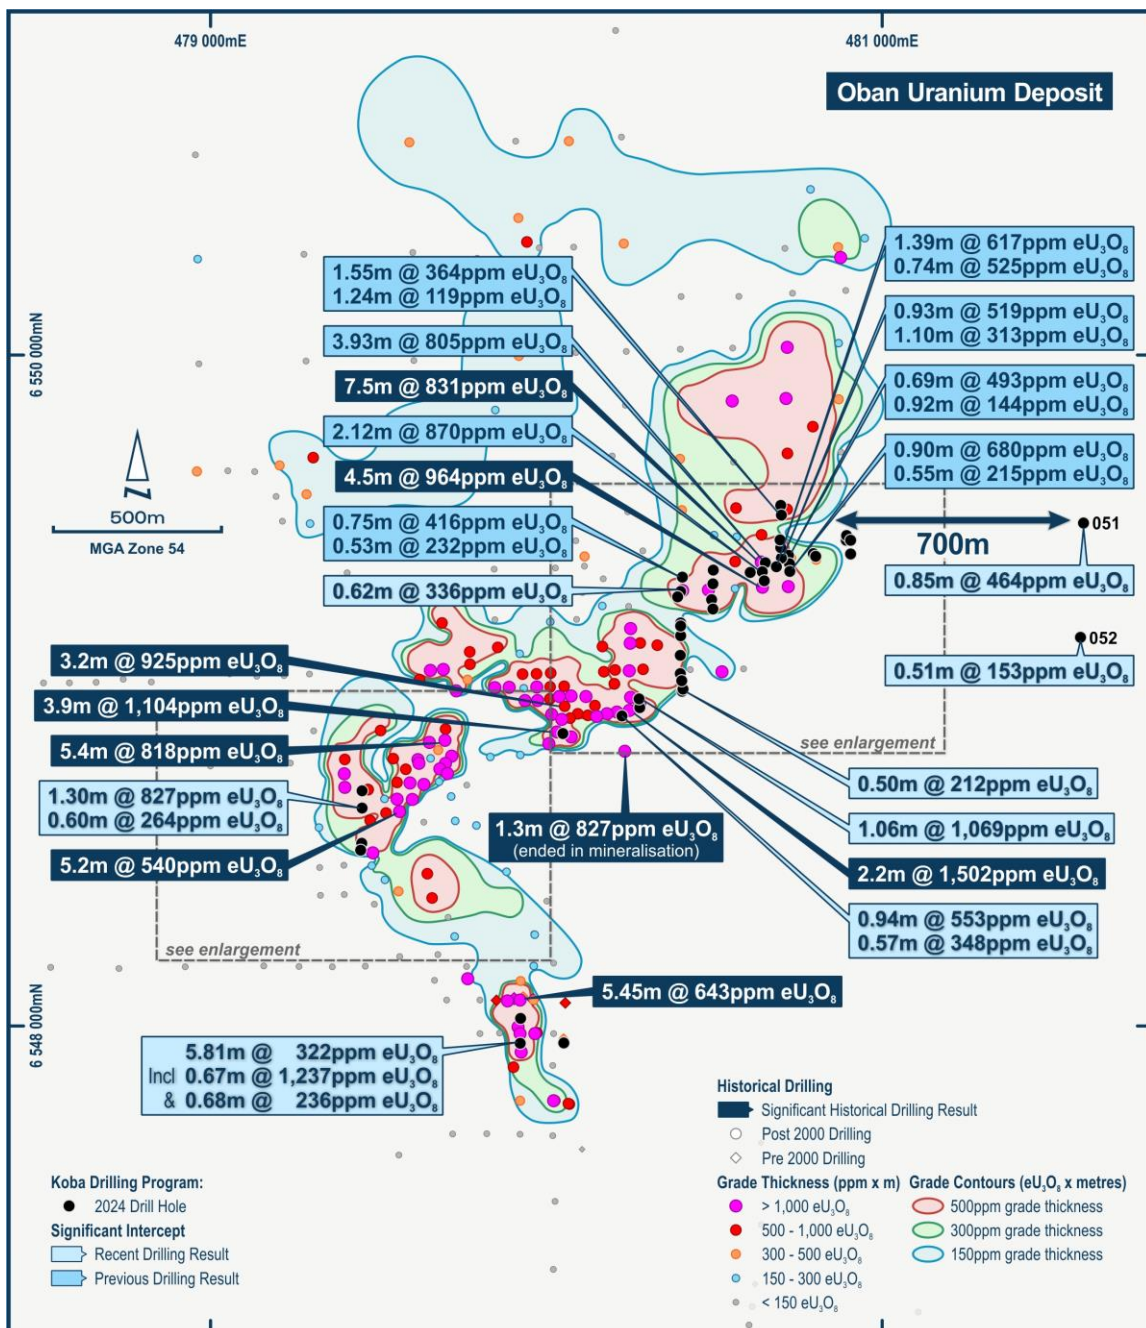 479 000mE
481 000mE
Oban Uranium Deposit
6 550 000mN
6 548 000mN
1.55m @ 364ppm eU₃O₈
1.24m @ 119ppm eU₃O₈
3.93m @ 805ppm eU₃O₈
7.5m @ 831ppm eU₃O₈
2.12m @ 870ppm eU₃O₈
4.5m @ 964ppm eU₃O₈
0.75m @ 416ppm eU₃O₈
0.53m @ 232ppm eU₃O₈
0.62m @ 336ppm eU₃O₈
1.39m @ 617ppm eU₃O₈
0.74m @ 525ppm eU₃O₈
0.93m @ 519ppm eU₃O₈
1.10m @ 313ppm eU₃O₈
0.69m @ 493ppm eU₃O₈
0.92m @ 144ppm eU₃O₈
0.90m @ 680ppm eU₃O₈
0.55m @ 215ppm eU₃O₈
N
500m
MGA Zone 54
700m
051
0.85m @ 464ppm eU₃O₈
052
0.51m @ 153ppm eU₃O₈
3.2m @ 925ppm eU₃O₈
3.9m @ 1,104ppm eU₃O₈
5.4m @ 818ppm eU₃O₈
1.30m @ 827ppm eU₃O₈
0.60m @ 264ppm eU₃O₈
5.2m @ 540ppm eU₃O₈
see enlargement
see enlargement
1.3m @ 827ppm eU₃O₈
(ended in mineralisation)
0.50m @ 212ppm eU₃O₈
1.06m @ 1,069ppm eU₃O₈
2.2m @ 1,502ppm eU₃O₈
0.94m @ 553ppm eU₃O₈
0.57m @ 348ppm eU₃O₈
5.45m @ 643ppm eU₃O₈
5.81m @ 322ppm eU₃O₈
Incl 0.67m @ 1,237ppm eU₃O₈
& 0.68m @ 236ppm eU₃O₈
Koba Drilling Program:
2024 Drill Hole
Significant Intercept
Recent Drilling Result
Previous Drilling Result
Historical Drilling
Significant Historical Drilling Result
Post 2000 Drilling
Pre 2000 Drilling
Grade Thickness (ppm x m)
> 1,000 eU₃O₈
500 - 1,000 eU₃O₈
300 - 500 eU₃O₈
150 - 300 eU₃O₈
< 150 eU₃O₈
Grade Contours (eU₃O₈ x metres)
500ppm grade thickness
300ppm grade thickness
150ppm grade thickness